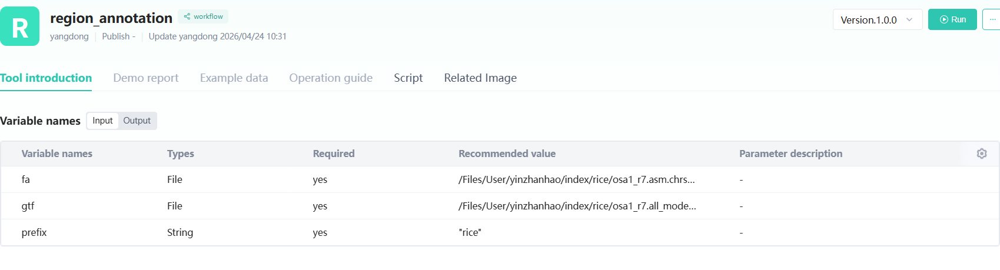 R
region_annotation workflow
yangdong Publish - Update yangdong 2026/04/24 10:31
Version.1.0.0 Run ...
Tool introduction Demo report Example data Operation guide Script Related Image
Variable names Input Output
Variable names Types Required Recommended value Parameter description
fa File yes /Files/User/yinzhanhao/index/rice/osa1_r7.asm.chrs... -
gtf File yes /Files/User/yinzhanhao/index/rice/osa1_r7.all_mode... -
prefix String yes "rice" -